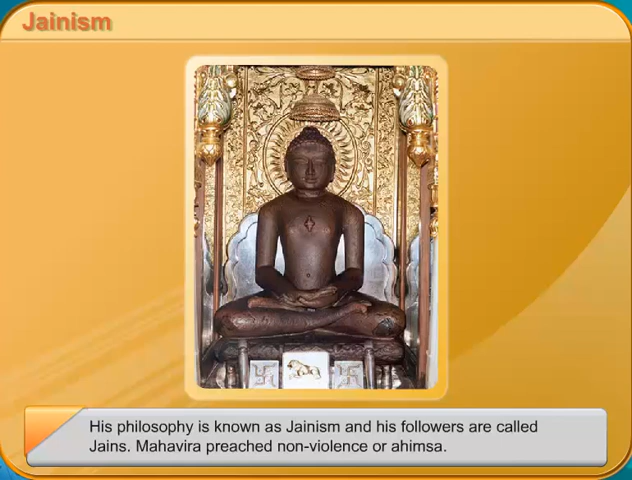 Jainism
His philosophy is known as Jainism and his followers are called
Jains. Mahavira preached non-violence or ahimsa.